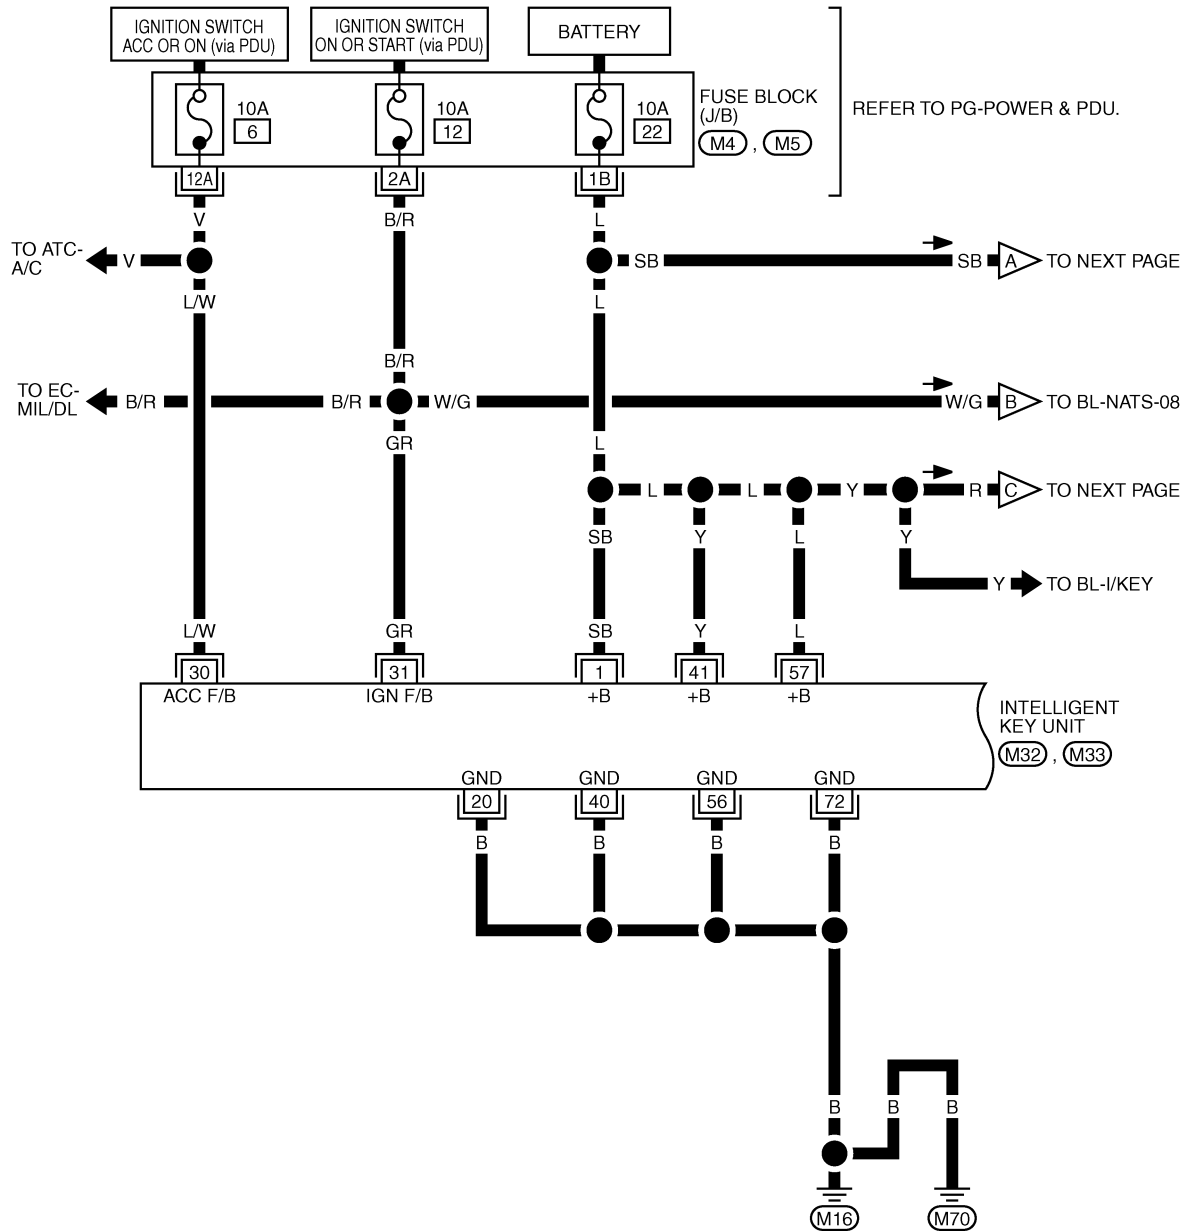 IGNITION SWITCH
ACC OR ON (via PDU)
IGNITION SWITCH
ON OR START (via PDU)
BATTERY
10A
6
10A
12
10A
22
FUSE BLOCK
(J/B)
M4 , M5
REFER TO PG-POWER & PDU.
12A
2A
1B
V
B/R
L
TO ATC-
A/C
V
SB
SB
A
TO NEXT PAGE
L/W
L
B/R
TO EC-
MIL/DL
B/R
B/R
W/G
W/G
B
TO BL-NATS-08
GR
L
L
L
Y
R
C
TO NEXT PAGE
SB
Y
L
Y
Y
TO BL-I/KEY
L/W
GR
SB
Y
L
30
31
1
41
57
ACC F/B
IGN F/B
+B
+B
+B
INTELLIGENT
KEY UNIT
M32 , M33
GND
GND
GND
GND
20
40
56
72
B
B
B
B
B
B
B
M16
M70